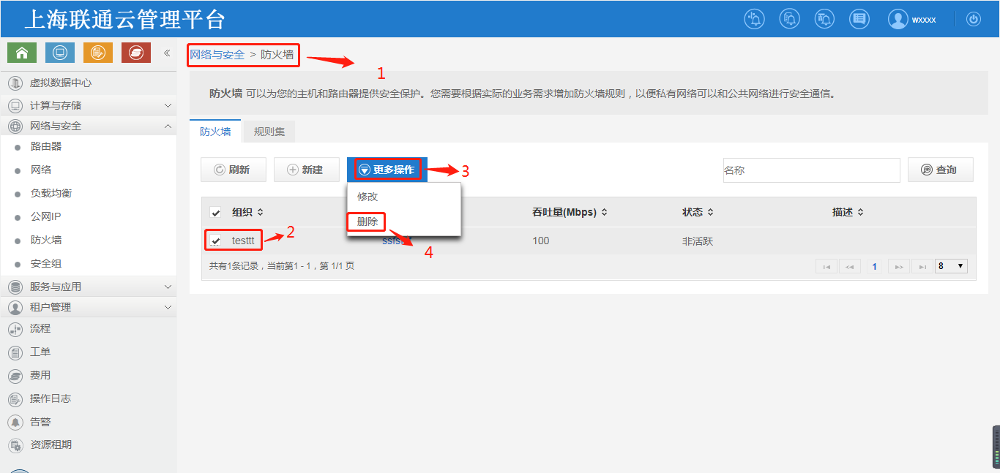 上海联通云管理平台
wxxxx
«
网络与安全 > 防火墙
1
防火墙 可以为您的主机和路由器提供安全保护。您需要根据实际的业务需求增加防火墙规则，以便私有网络可以和公共网络进行安全通信。
虚拟数据中心
计算与存储
网络与安全
路由器
网络
负载均衡
公网IP
防火墙
安全组
服务与应用
租户管理
流程
工单
费用
操作日志
告警
资源租期
防火墙 规则集
刷新 新建 更多操作 3 名称 查询
修改
删除
4
组织 吞吐量(Mbps) 状态 描述
testtt 2 100 非活跃
共有1条记录，当前第1 - 1，第 1/1 页 1 8